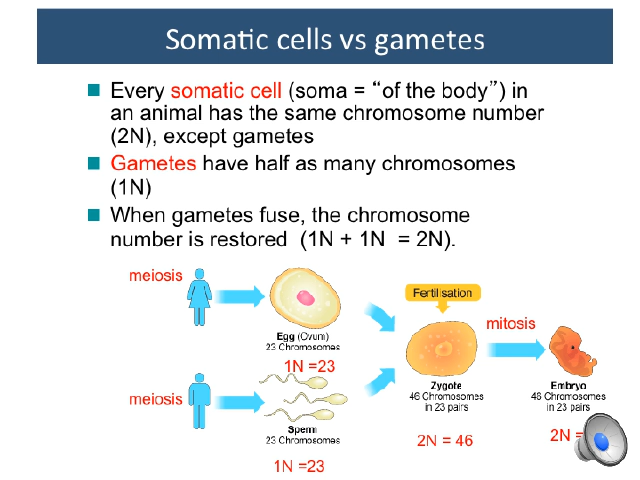 Somatic cells vs gametes
Every somatic cell (soma = “of the body”) in
an animal has the same chromosome number
(2N), except gametes
Gametes have half as many chromosomes
(1N)
When gametes fuse, the chromosome
number is restored (1N + 1N = 2N).
meiosis
Egg (Ovum)
23 Chromosomes
1N =23
Fertilisation
mitosis
meiosis
Sperm
23 Chromosomes
1N =23
Zygote
46 Chromosomes
in 23 pairs
2N = 46
Embryo
46 Chromosomes
in 23 pairs
2N =